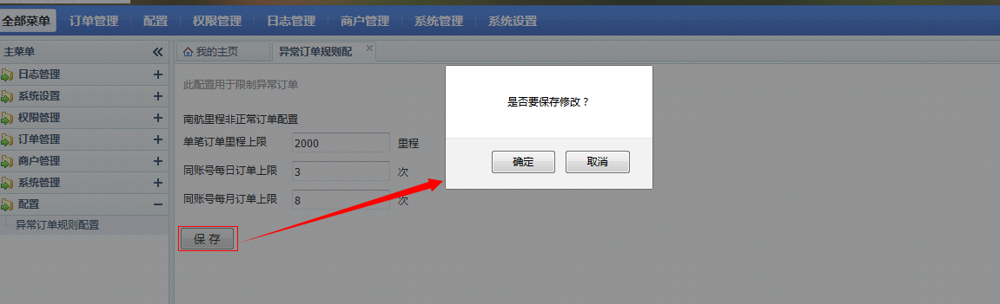 全部菜单 订单管理 配置 权限管理 日志管理 商户管理 系统管理 系统设置
主菜单
日志管理
系统设置
权限管理
订单管理
商户管理
系统管理
配置
异常订单规则配置
我的主页 异常订单规则配
此配置用于限制异常订单
南航里程非正常订单配置
单笔订单里程上限 2000 里程
同账号每日订单上限 3 次
同账号每月订单上限 8 次
保 存
是否要保存修改？
确定 取消